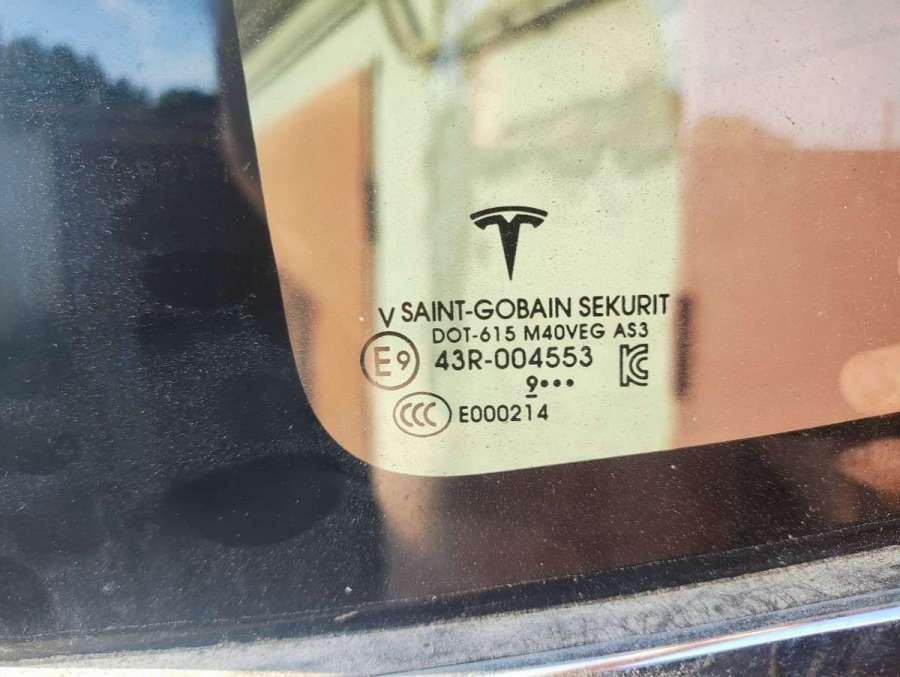 V SAINT-GOBAIN SEKURIT
DOT-615 M40VEG AS3
E9 43R-004553
9•••
CCC E000214